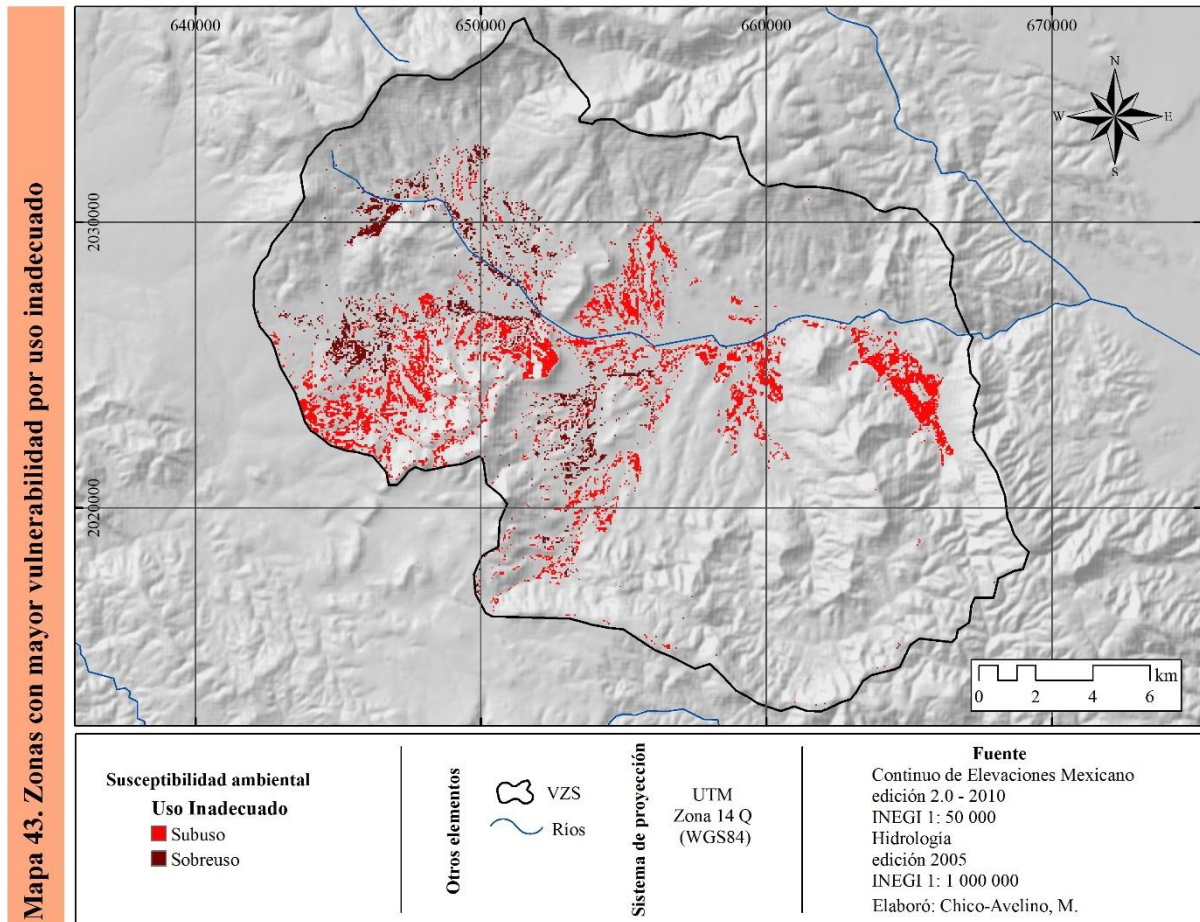 Mapa 43. Zonas con mayor vulnerabilidad por uso inadecuado
640000
650000
660000
670000
2030000
2020000
N
W
E
S
km
0
2
4
6
Susceptibilidad ambiental
Uso Inadecuado
Subuso
Sobreuso
Otros elementos
VZS
Ríos
Sistema de proyección
UTM
Zona 14 Q
(WGS84)
Fuente
Continuo de Elevaciones Mexicano
edición 2.0 - 2010
INEGI 1: 50 000
Hidrología
edición 2005
INEGI 1: 1 000 000
Elaboró: Chico-Avelino, M.